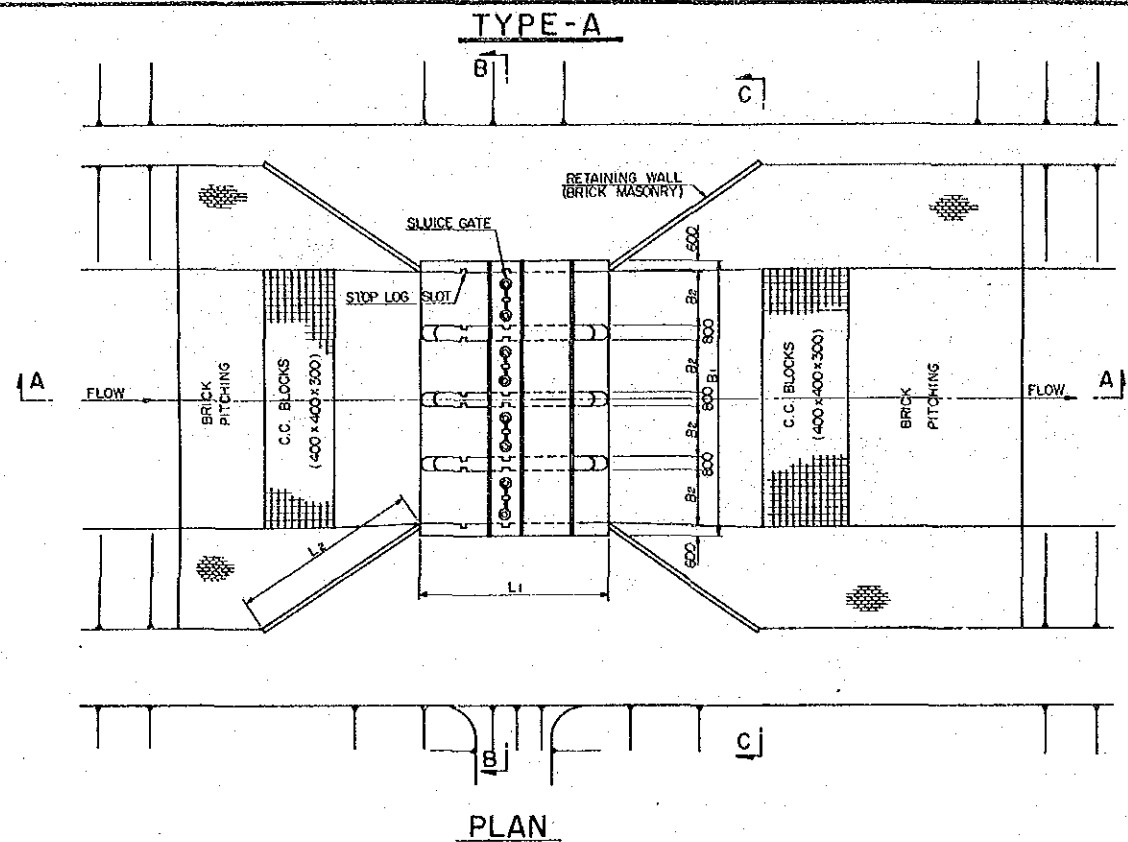 TYPE-A
B
C
RETAINING WALL
(BRICK MASONRY)
SLUICE GATE
STOP LOG SLOT
600
B2
800
B2
800
B1
B2
800
B2
600
A
FLOW
BRICK
PITCHING
C.C. BLOCKS
(400 x 400 x 300)
C.C. BLOCKS
(400 x 400 x 300)
BRICK
PITCHING
FLOW
A
L2
L1
B
C
PLAN